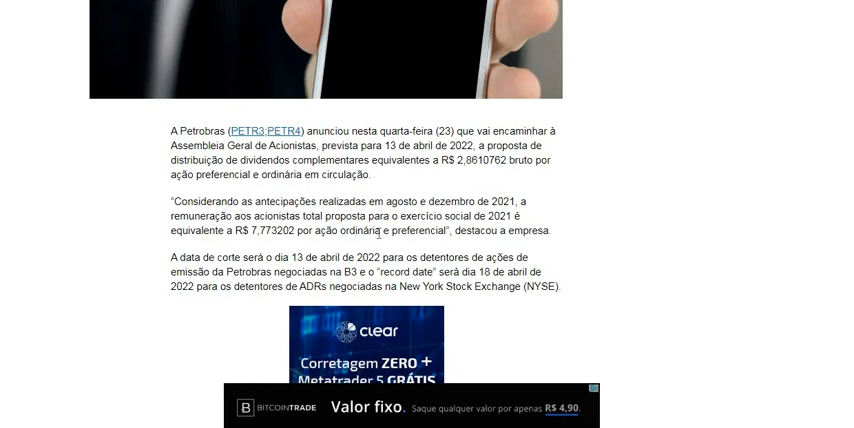 A Petrobras (PETR3;PETR4) anunciou nesta quarta-feira (23) que vai encaminhar à
Assembleia Geral de Acionistas, prevista para 13 de abril de 2022, a proposta de
distribuição de dividendos complementares equivalentes a R$ 2,8610762 bruto por
ação preferencial e ordinária em circulação.
“Considerando as antecipações realizadas em agosto e dezembro de 2021, a
remuneração aos acionistas total proposta para o exercício social de 2021 é
equivalente a R$ 7,773202 por ação ordinária e preferencial”, destacou a empresa.
A data de corte será o dia 13 de abril de 2022 para os detentores de ações de
emissão da Petrobras negociadas na B3 e o “record date” será dia 18 de abril de
2022 para os detentores de ADRs negociadas na New York Stock Exchange (NYSE).
clear
Corretagem ZERO +
Metatrader 5 GRÁTIS
B BITCOINTRADE Valor fixo. Saque qualquer valor por apenas R$ 4,90.